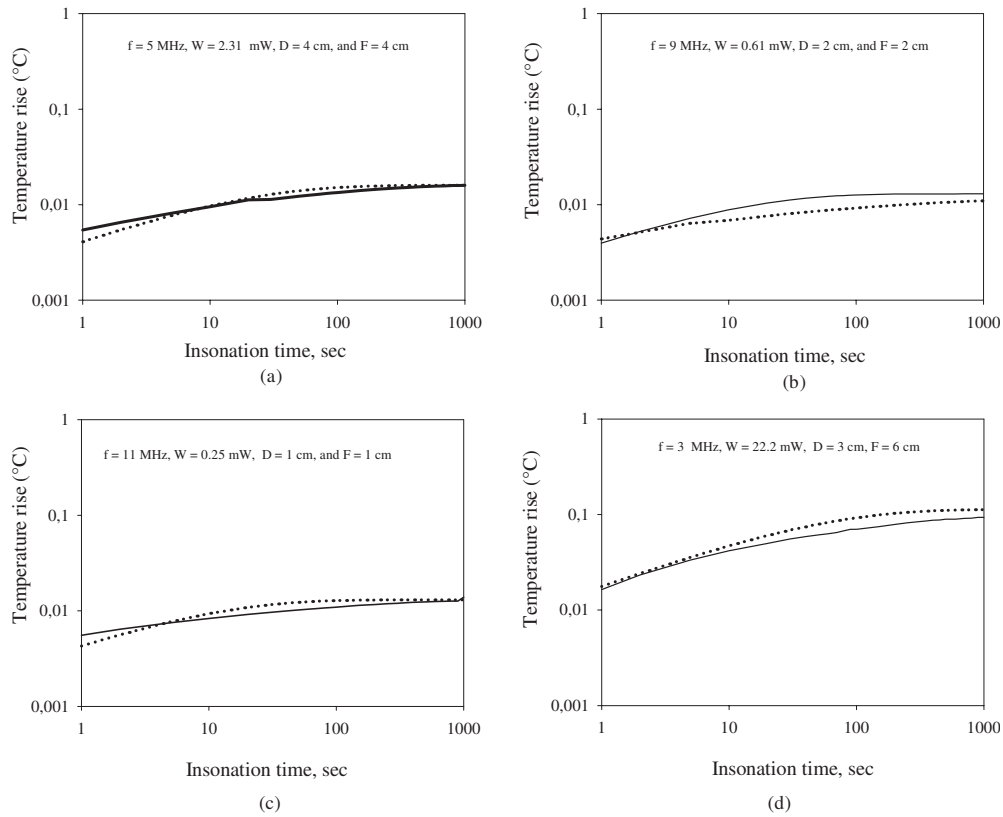 1
0,1
0,01
0,001
Temperature rise (°C)
f = 5 MHz, W = 2.31 mW, D = 4 cm, and F = 4 cm
1
10
100
1000
Insonation time, sec
(a)
1
0,1
0,01
0,001
Temperature rise (°C)
f = 9 MHz, W = 0.61 mW, D = 2 cm, and F = 2 cm
1
10
100
1000
Insonation time, sec
(b)
1
0,1
0,01
0,001
Temperature rise (°C)
f = 11 MHz, W = 0.25 mW, D = 1 cm, and F = 1 cm
1
10
100
1000
Insonation time, sec
(c)
1
0,1
0,01
0,001
Temperature rise (°C)
f = 3 MHz, W = 22.2 mW, D = 3 cm, F = 6 cm
1
10
100
1000
Insonation time, sec
(d)